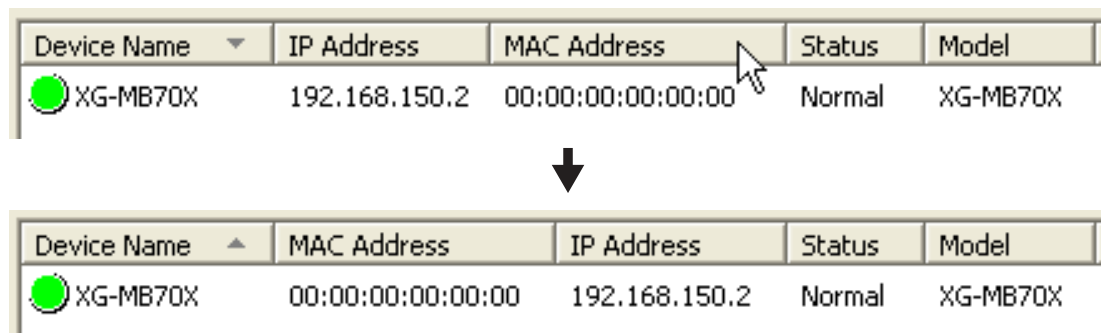 Device Name IP Address MAC Address Status Model
XG-MB70X 192.168.150.2 00:00:00:00:00:00 Normal XG-MB70X
Device Name MAC Address IP Address Status Model
XG-MB70X 00:00:00:00:00:00 192.168.150.2 Normal XG-MB70X